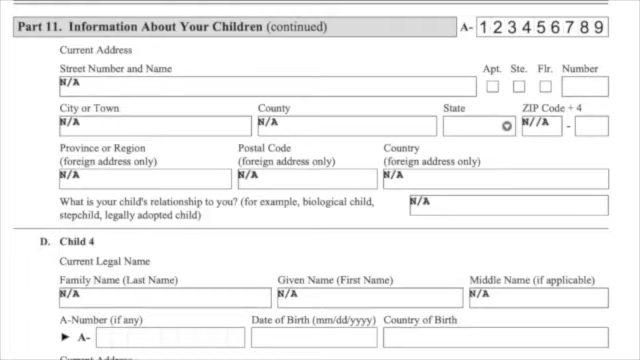 Part 11. Information About Your Children (continued) A- 1 2 3 4 5 6 7 8 9
Current Address
Street Number and Name Apt. Ste. Flr. Number
N/A
City or Town County State ZIP Code + 4
N/A N/A N//A -
Province or Region Postal Code Country
(foreign address only) (foreign address only) (foreign address only)
N/A N/A N/A
What is your child's relationship to you? (for example, biological child, N/A
stepchild, legally adopted child)
D. Child 4
Current Legal Name
Family Name (Last Name) Given Name (First Name) Middle Name (if applicable)
N/A N/A N/A
A-Number (if any) Date of Birth (mm/dd/yyyy) Country of Birth
► A-
Current Address